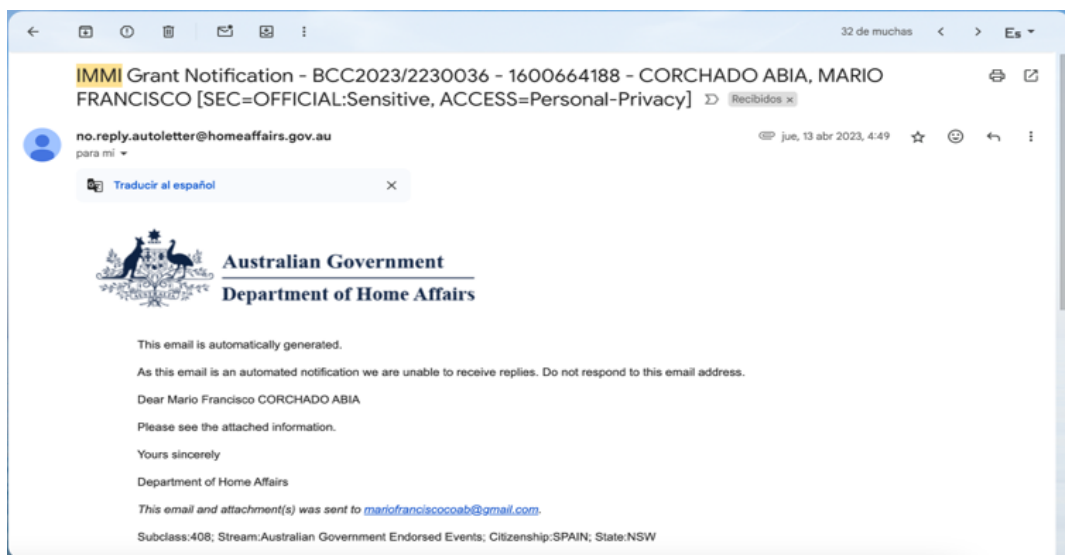 32 de muchas
Es
IMMI Grant Notification - BCC2023/2230036 - 1600664188 - CORCHADO ABIA, MARIO
FRANCISCO [SEC=OFFICIAL:Sensitive, ACCESS=Personal-Privacy] Recibidos x
no.reply.autoletter@homeaffairs.gov.au
jue, 13 abr 2023, 4:49
para mí
Traducir al español
Australian Government
Department of Home Affairs
This email is automatically generated.
As this email is an automated notification we are unable to receive replies. Do not respond to this email address.
Dear Mario Francisco CORCHADO ABIA
Please see the attached information.
Yours sincerely
Department of Home Affairs
This email and attachment(s) was sent to mariofranciscocoab@gmail.com.
Subclass:408; Stream:Australian Government Endorsed Events; Citizenship:SPAIN; State:NSW